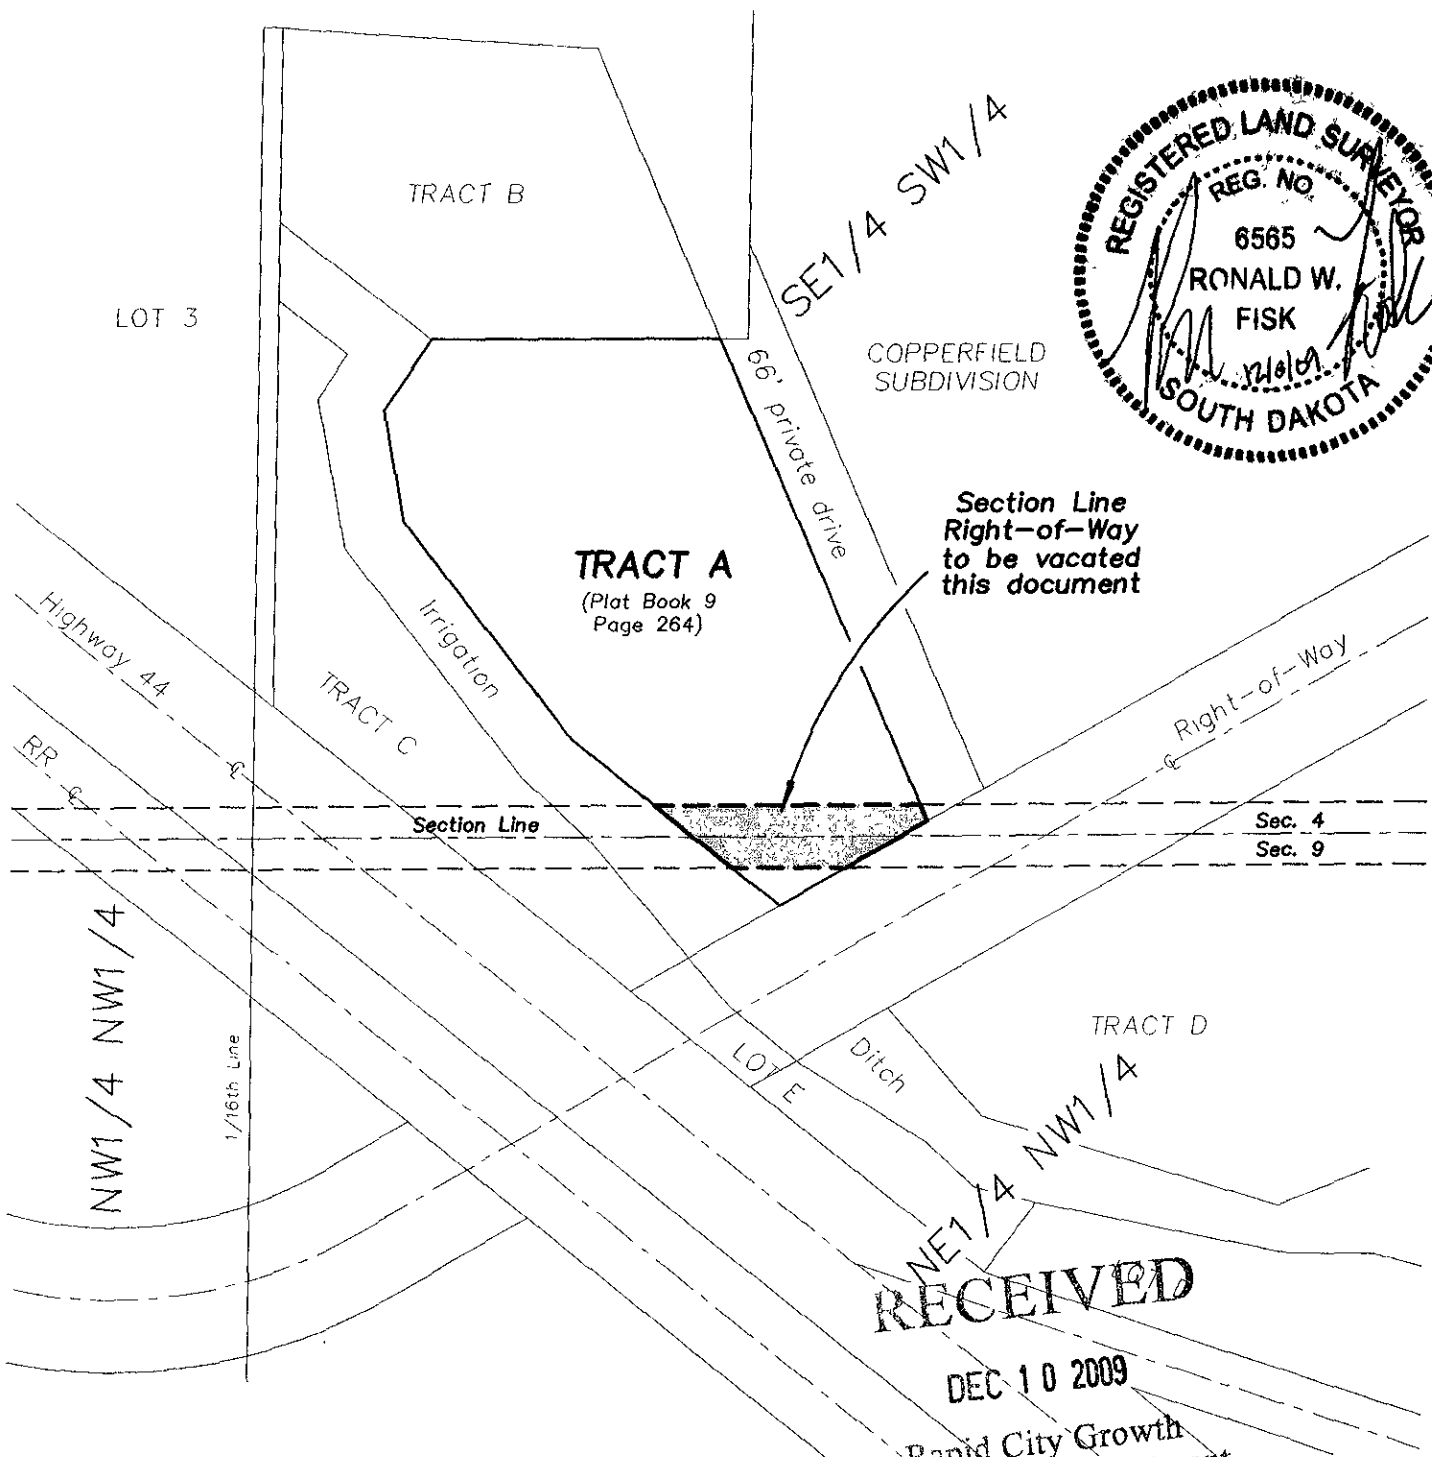 TRACT B
SE1/4 SW1/4
REGISTERED LAND SURVEYOR
REG. NO.
6565
RONALD W.
FISK
SOUTH DAKOTA
LOT 3
COPPERFIELD
SUBDIVISION
66' private drive
Section Line
Right-of-Way
to be vacated
this document
TRACT A
(Plat Book 9
Page 264)
Highway 44
Irrigation
TRACT C
RR
Right-of-Way
Section Line
Sec. 4
Sec. 9
NW1/4 NW1/4
1/16th Line
LOT E
Ditch
TRACT D
NE1/4 NW1/4
RECEIVED
DEC 10 2009
Rapid City Growth